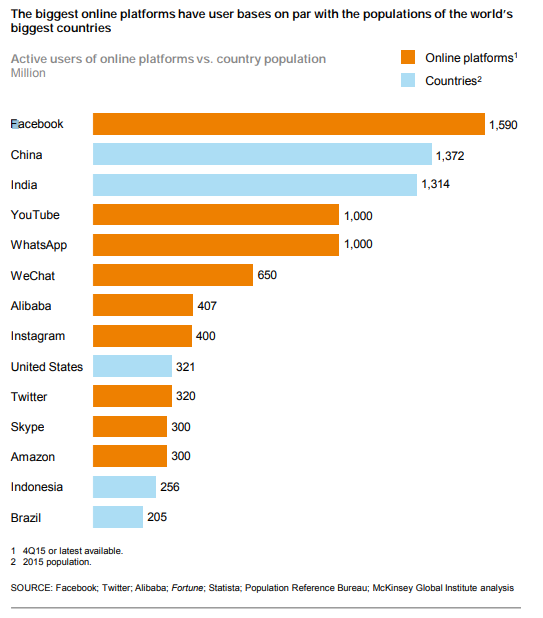 The biggest online platforms have user bases on par with the populations of the world's
biggest countries
Active users of online platforms vs. country population
Million
Online platforms1
Countries2
Facebook 1,590
China 1,372
India 1,314
YouTube 1,000
WhatsApp 1,000
WeChat 650
Alibaba 407
Instagram 400
United States 321
Twitter 320
Skype 300
Amazon 300
Indonesia 256
Brazil 205
1 4Q15 or latest available.
2 2015 population.
SOURCE: Facebook; Twitter; Alibaba; Fortune; Statista; Population Reference Bureau; McKinsey Global Institute analysis